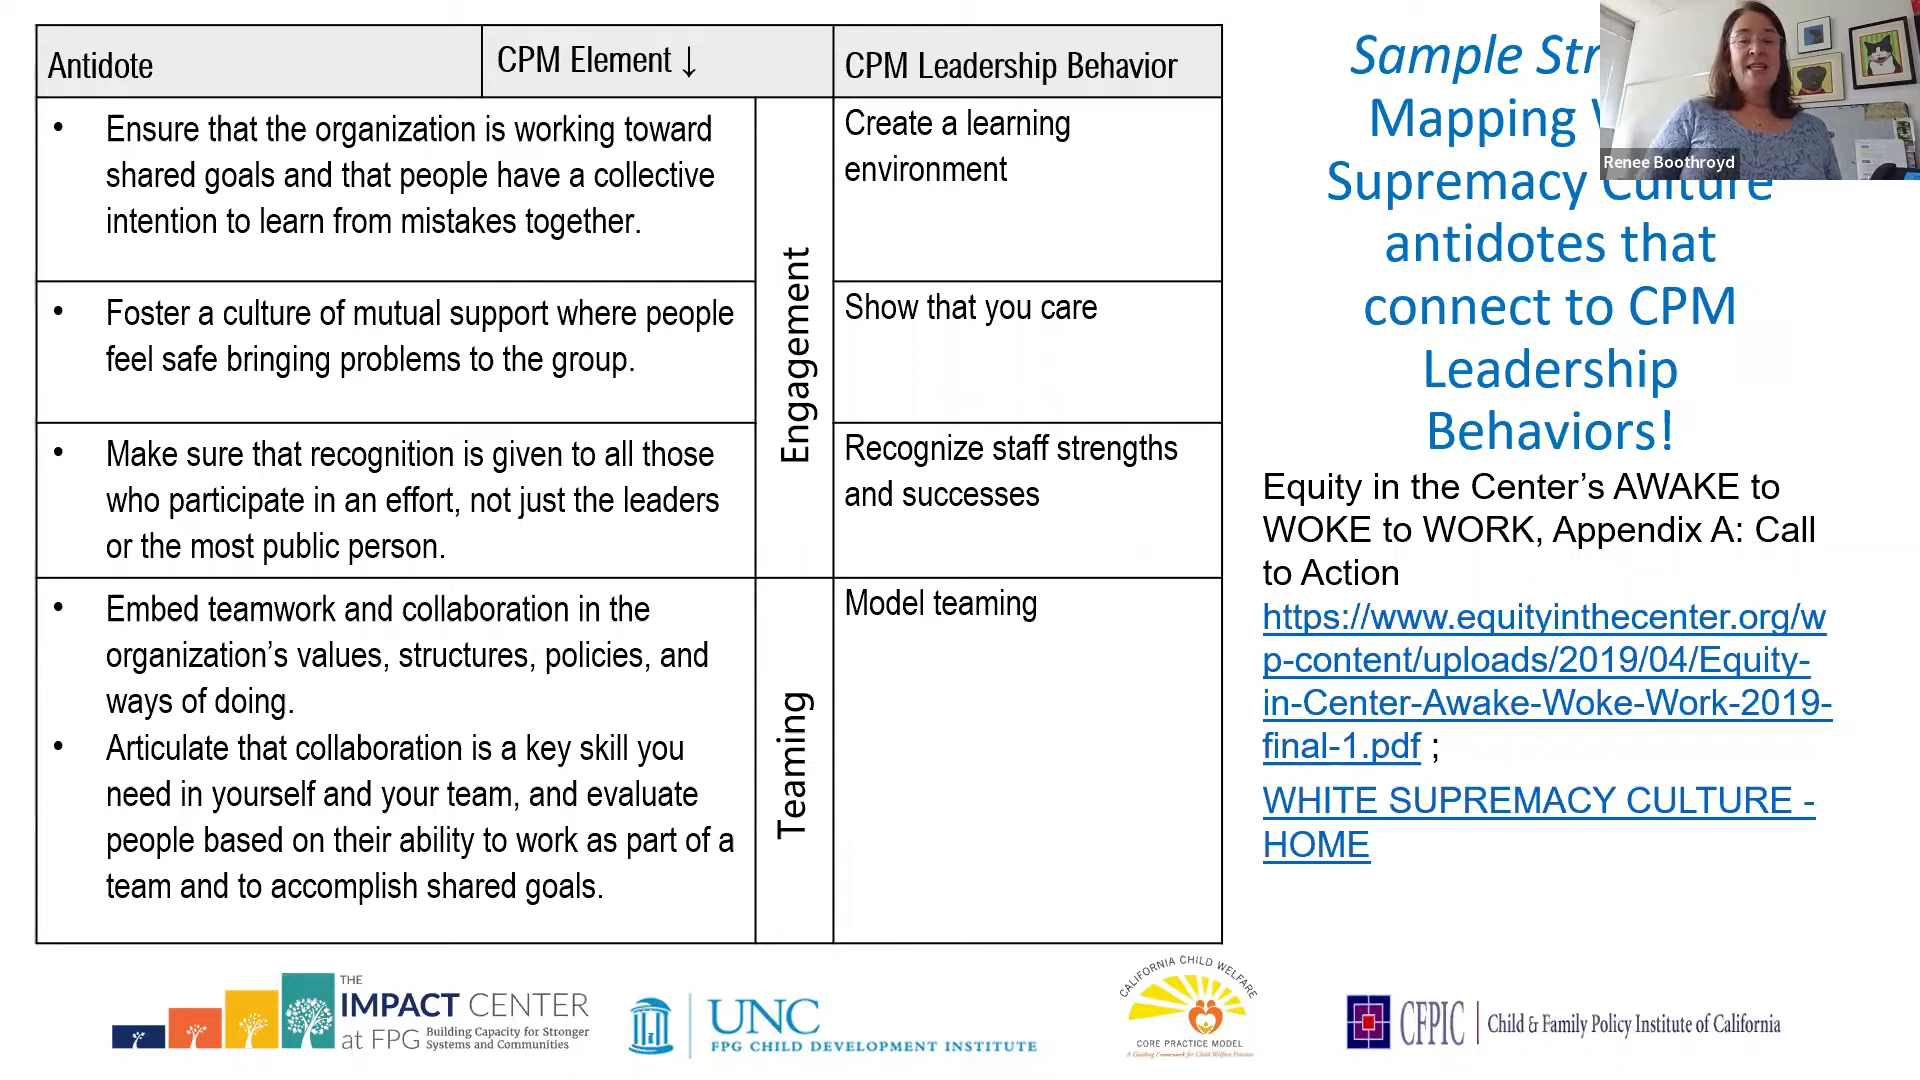 Antidote
CPM Element ↓
CPM Leadership Behavior
• Ensure that the organization is working toward
shared goals and that people have a collective
intention to learn from mistakes together.
Engagement
Create a learning
environment
• Foster a culture of mutual support where people
feel safe bringing problems to the group.
Show that you care
• Make sure that recognition is given to all those
who participate in an effort, not just the leaders
or the most public person.
Recognize staff strengths
and successes
• Embed teamwork and collaboration in the
organization’s values, structures, policies, and
ways of doing.
• Articulate that collaboration is a key skill you
need in yourself and your team, and evaluate
people based on their ability to work as part of a
team and to accomplish shared goals.
Teaming
Model teaming
Sample
Mapping
Supremacy Culture
antidotes that
connect to CPM
Leadership
Behaviors!
Renee Boothroyd
Equity in the Center’s AWAKE to
WOKE to WORK, Appendix A: Call
to Action
https://www.equityinthecenter.org/w
p-content/uploads/2019/04/Equity-
in-Center-Awake-Woke-Work-2019-
final-1.pdf ;
WHITE SUPREMACY CULTURE -
HOME
THE
IMPACT CENTER
at FPG Building Capacity for Stronger
Systems and Communities
UNC
FPG CHILD DEVELOPMENT INSTITUTE
CALIFORNIA CHILD WELFARE
CORE PRACTICE MODEL
A Guiding Framework for Child Welfare Practice
CFPIC
Child & Family Policy Institute of California